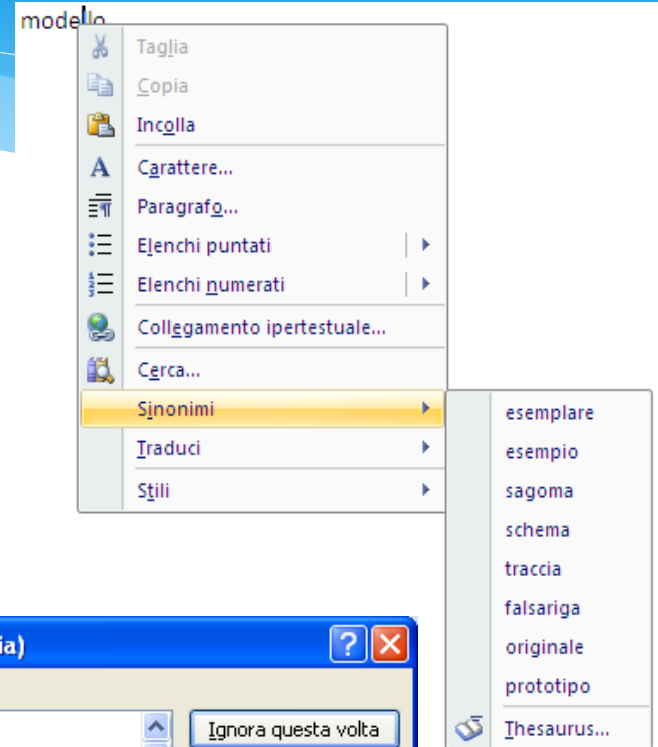 modello
Taglia
Copia
Incolla
Carattere...
Paragrafo...
Elenchi puntati
Elenchi numerati
Collegamento ipertestuale...
Cerca...
Sinonimi
Traduci
Stili
esemplare
esempio
sagoma
schema
traccia
falsariga
originale
prototipo
Thesaurus...
ia)
Ignora questa volta